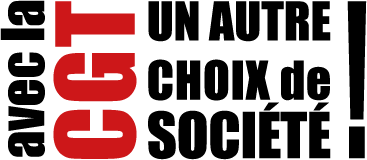 avec la
CGT
UN AUTRE
CHOIX de
SOCIÉTÉ !